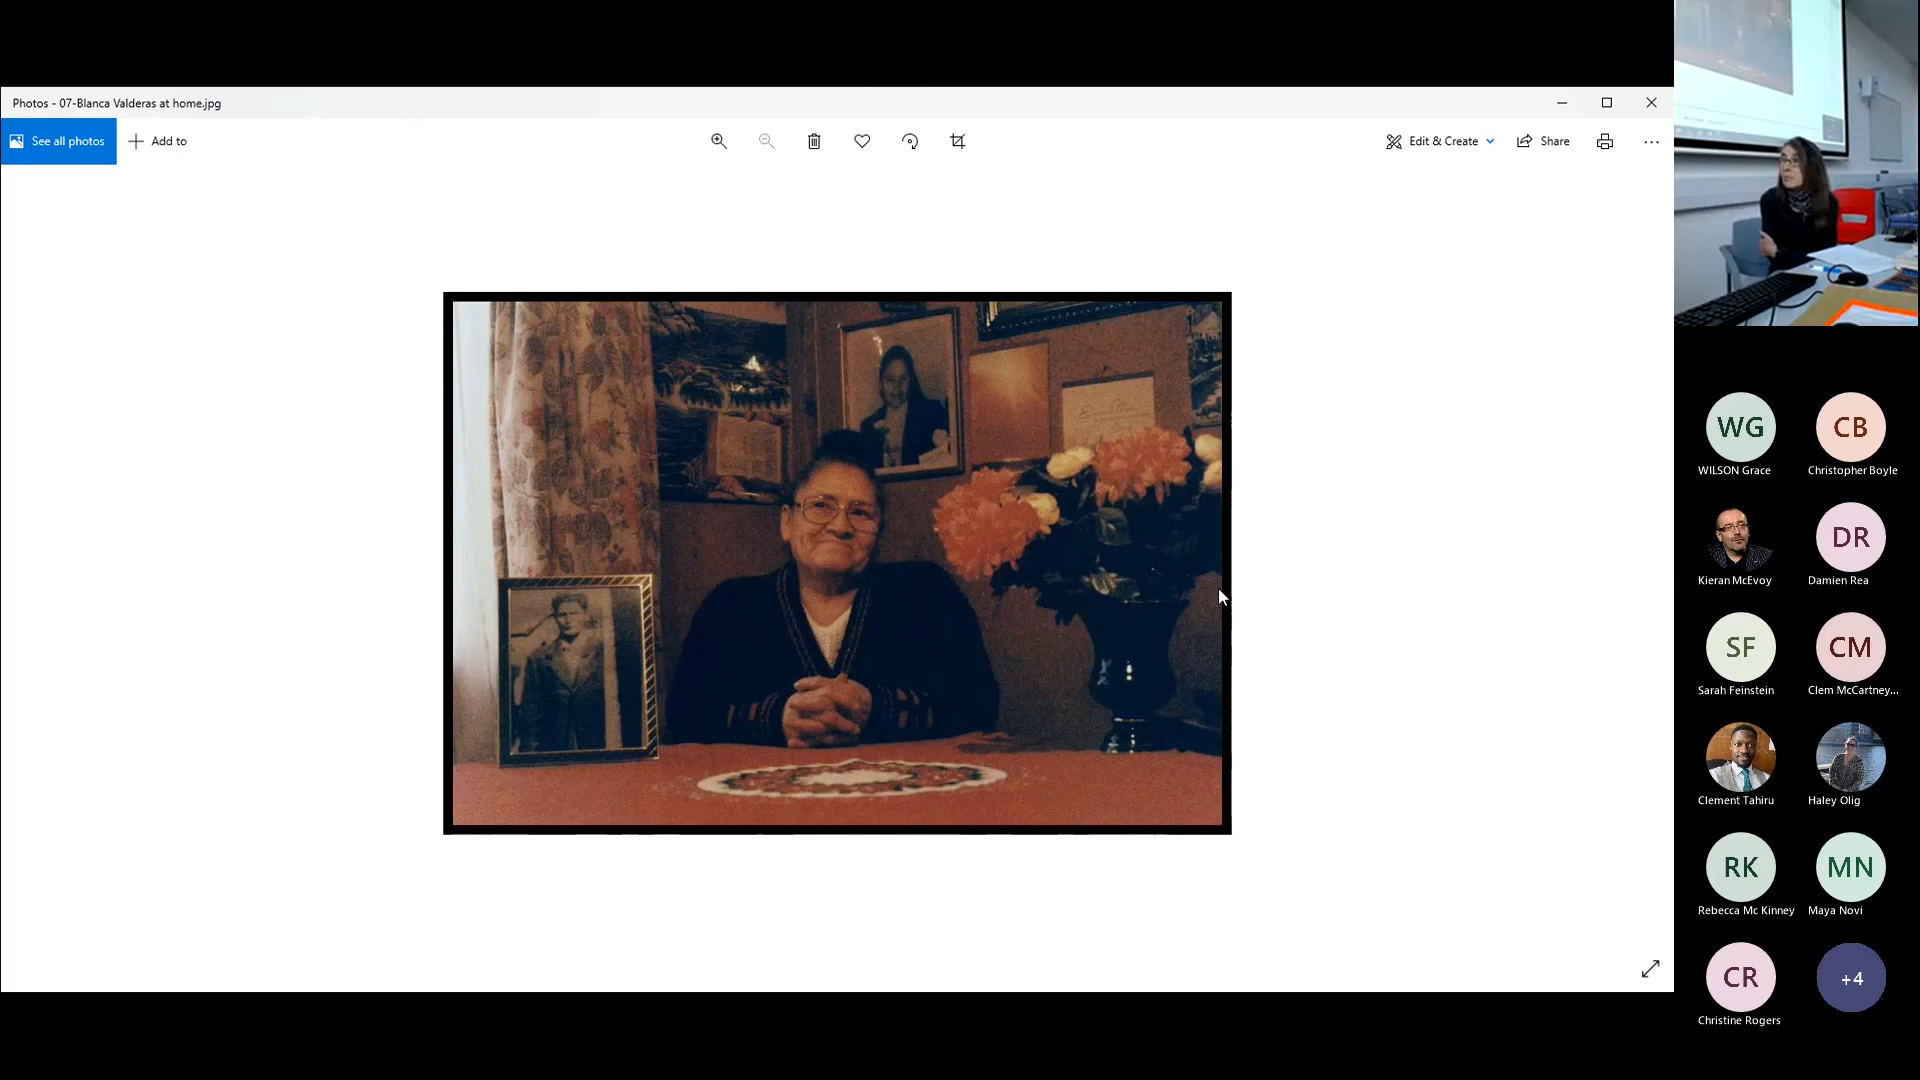 Photos - 07-Blanca Valderas at home.jpg
See all photos
Add to
Edit & Create
Share
WG
CB
WILSON Grace
Christopher Boyle
DR
Kieran McEvoy
Damien Rea
SF
CM
Sarah Feinstein
Clem McCartney...
Clement Tahiru
Haley Olig
RK
MN
Rebecca Mc Kinney
Maya Novi
CR
+4
Christine Rogers